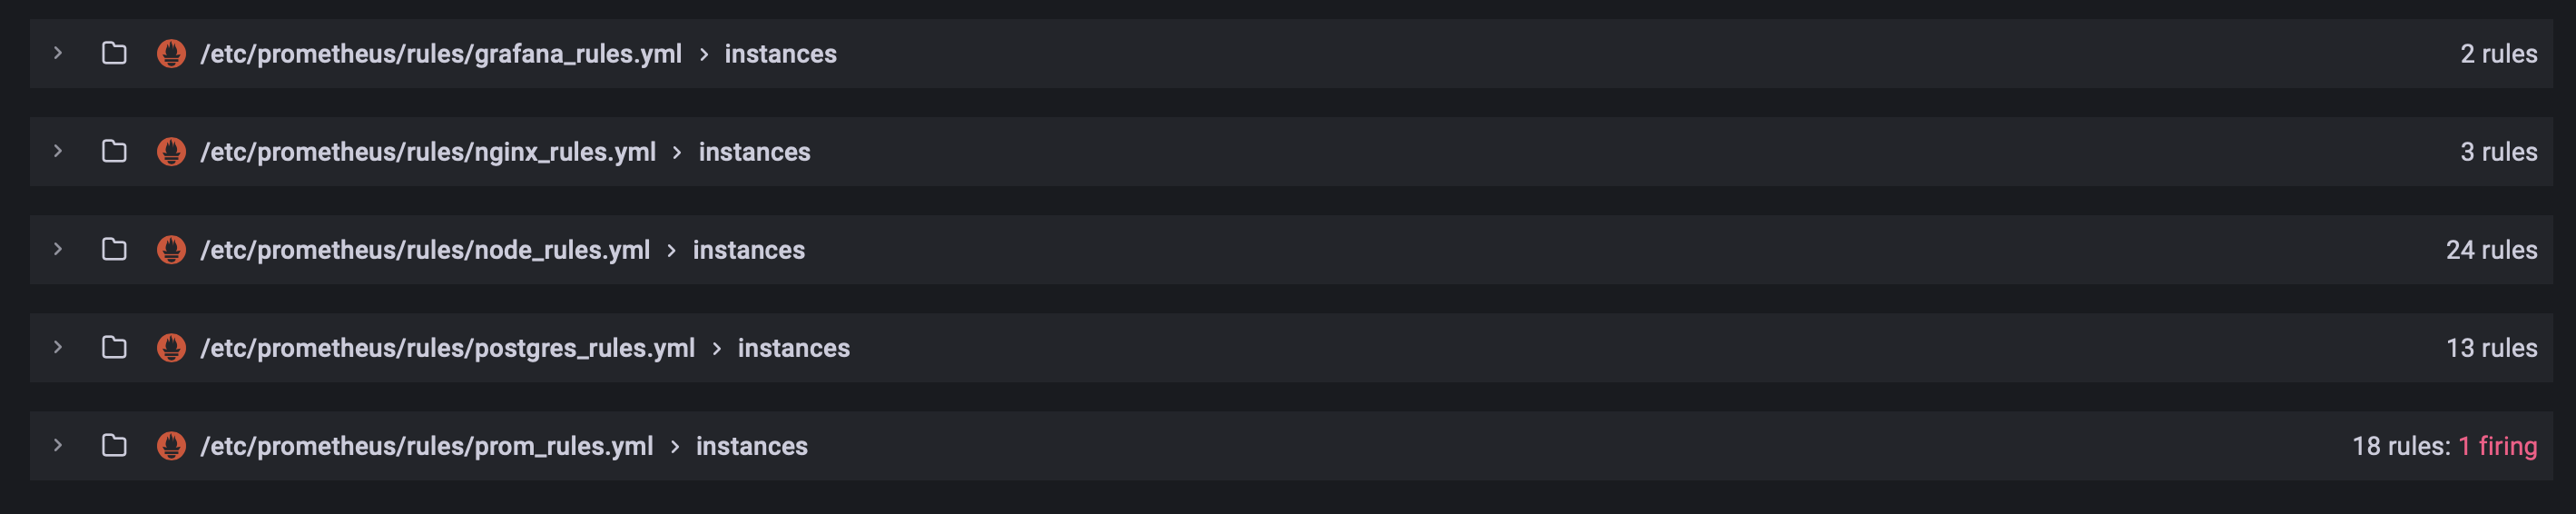 /etc/prometheus/rules/grafana_rules.yml > instances 2 rules
/etc/prometheus/rules/nginx_rules.yml > instances 3 rules
/etc/prometheus/rules/node_rules.yml > instances 24 rules
/etc/prometheus/rules/postgres_rules.yml > instances 13 rules
/etc/prometheus/rules/prom_rules.yml > instances 18 rules: 1 firing